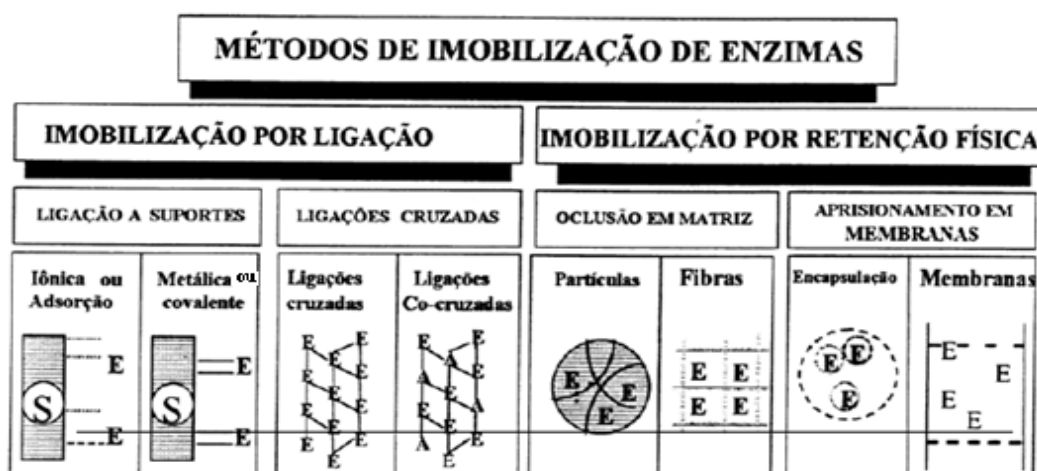 MÉTODOS DE IMOBILIZAÇÃO DE ENZIMAS
IMOBILIZAÇÃO POR LIGAÇÃO
IMOBILIZAÇÃO POR RETENÇÃO FÍSICA
LIGAÇÃO A SUPORTES
LIGAÇÕES CRUZADAS
OCLUSÃO EM MATRIZ
APRISIONAMENTO EM
MEMBRANAS
Iônica ou
Adsorção
E
S
E
Metálica ou
covalente
E
S
E
Ligações
cruzadas
E
E
E
E
E
E
E
E
E
E
E
E
Ligações
Co-cruzadas
E
E
A
E
A
E
E
A
E
E
A
E
E
Partículas
E
E
E
Fibras
E E
E E
Encapsulação
E
E
E
Membranas
E
E
E
E